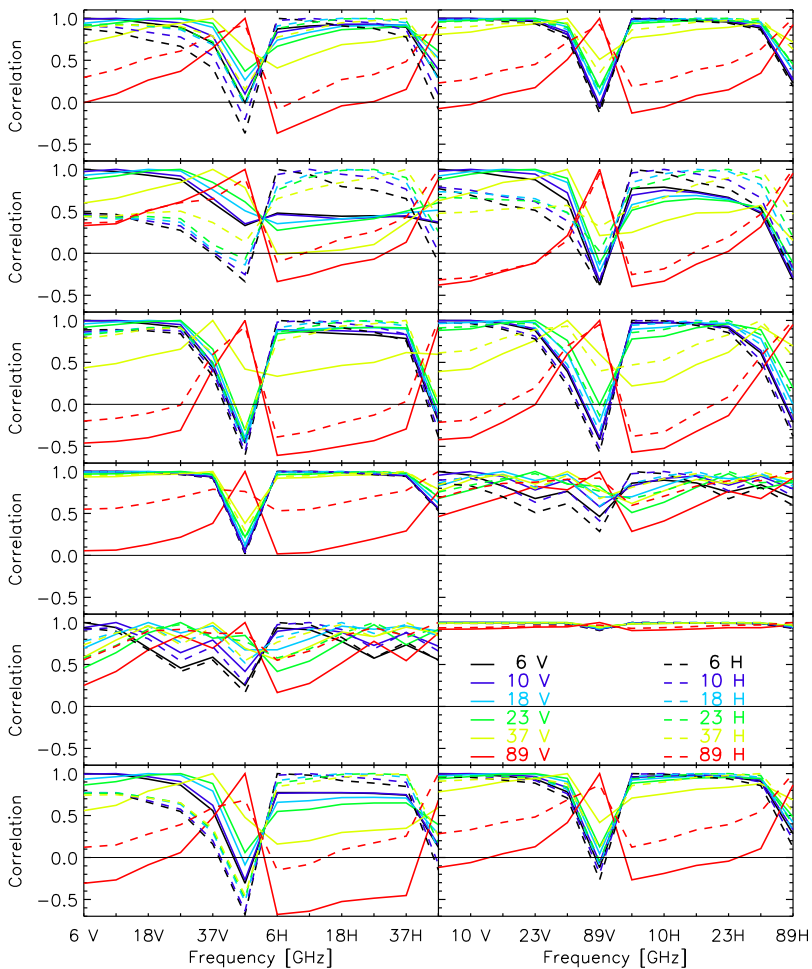 1.0
0.5
0.0
−0.5
Correlation
1.0
0.5
0.0
−0.5
Correlation
1.0
0.5
0.0
−0.5
Correlation
1.0
0.5
0.0
−0.5
Correlation
1.0
0.5
0.0
−0.5
Correlation
6 V 6 H
10 V 10 H
18 V 18 H
23 V 23 H
37 V 37 H
89 V 89 H
1.0
0.5
0.0
−0.5
Correlation
6 V 18V 37V 6H 18H 37H 10 V 23V 89V 10H 23H 89H
Frequency [GHz] Frequency [GHz]